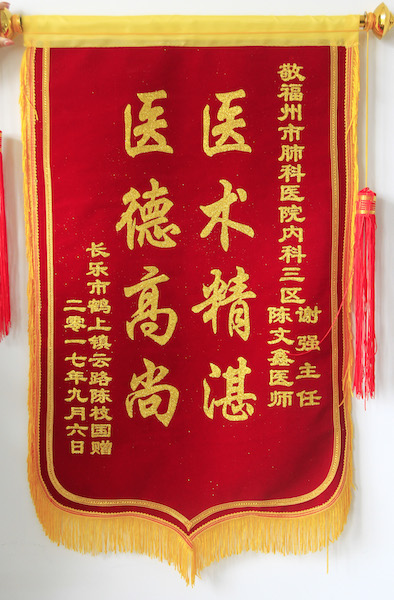 敬福州市肺科医院内科三区
谢强主任
陈文鑫医师
医术精湛
医德高尚
长乐市鹤上镇云路陈枝国赠
二零一七年九月六日